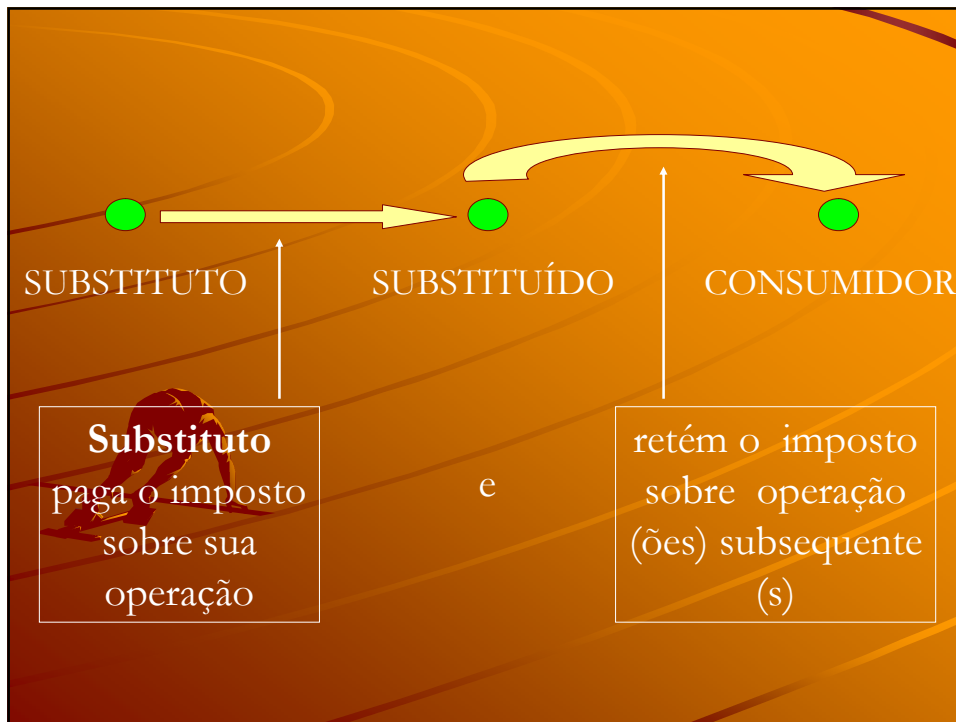 SUBSTITUTO
SUBSTITUÍDO
CONSUMIDOR
Substituto
paga o imposto
sobre sua
operação
e
retém o imposto
sobre operação
(ões) subsequente
(s)